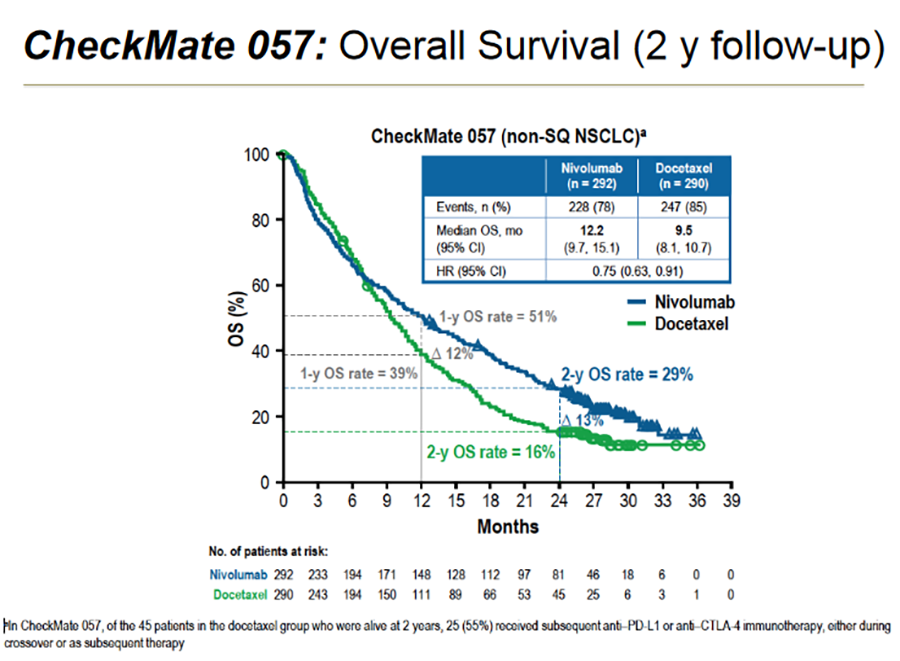 CheckMate 057: Overall Survival (2 y follow-up)
CheckMate 057 (non-SQ NSCLC)ª
Nivolumab (n = 292) Docetaxel (n = 290)
Events, n (%) 228 (78) 247 (85)
Median OS, mo (95% CI) 12.2 (9.7, 15.1) 9.5 (8.1, 10.7)
HR (95% CI) 0.75 (0.63, 0.91)
Nivolumab
Docetaxel
OS (%)
100
80
60
40
20
0
1-y OS rate = 51%
Δ 12%
1-y OS rate = 39%
2-y OS rate = 29%
Δ 13%
2-y OS rate = 16%
0 3 6 9 12 15 18 21 24 27 30 33 36 39
Months
No. of patients at risk:
Nivolumab 292 233 194 171 148 128 112 97 81 46 18 6 0 0
Docetaxel 290 243 194 150 111 89 66 53 45 25 6 3 1 0
ªIn CheckMate 057, of the 45 patients in the docetaxel group who were alive at 2 years, 25 (55%) received subsequent anti–PD-L1 or anti–CTLA-4 immunotherapy, either during
crossover or as subsequent therapy